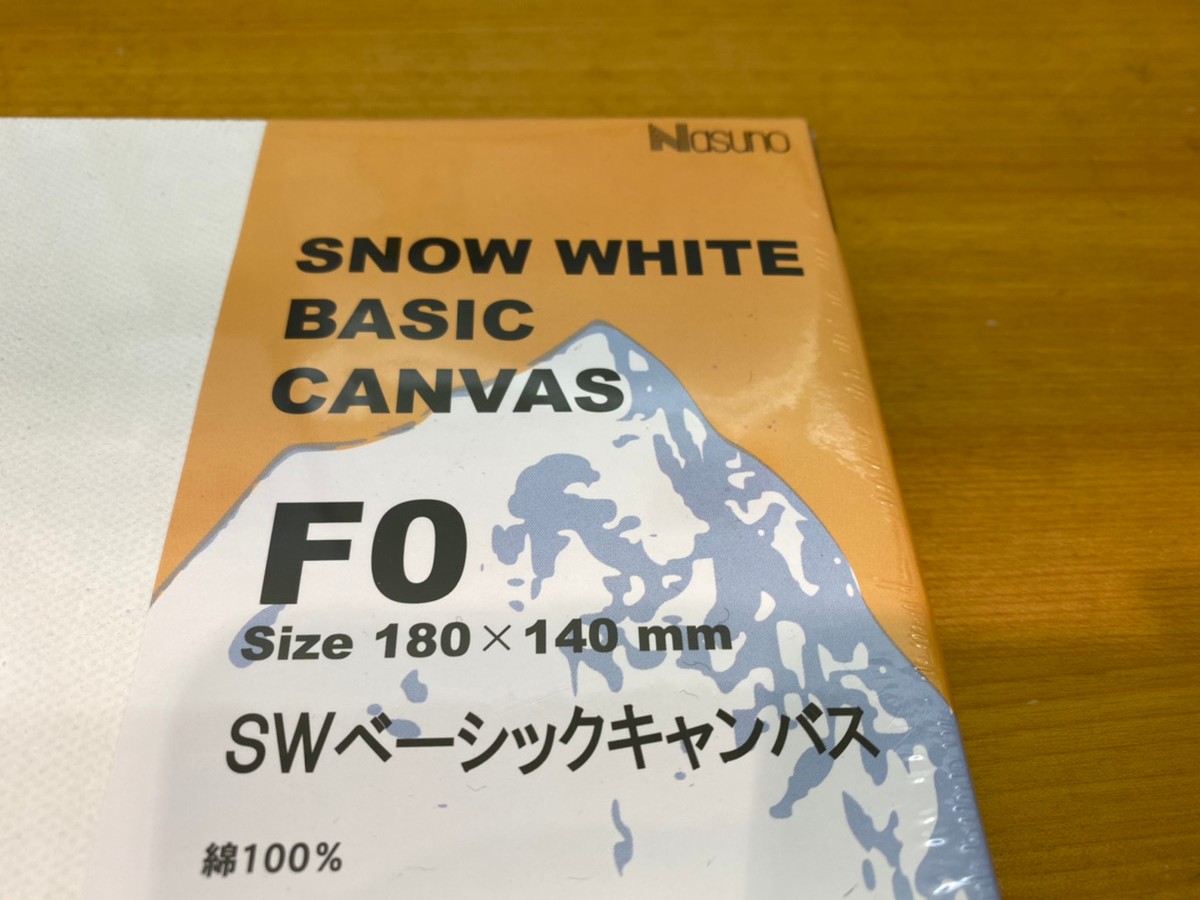 Nasuno
SNOW WHITE
BASIC
CANVAS
F0
Size 180×140 mm
SWベーシックキャンバス
綿100%